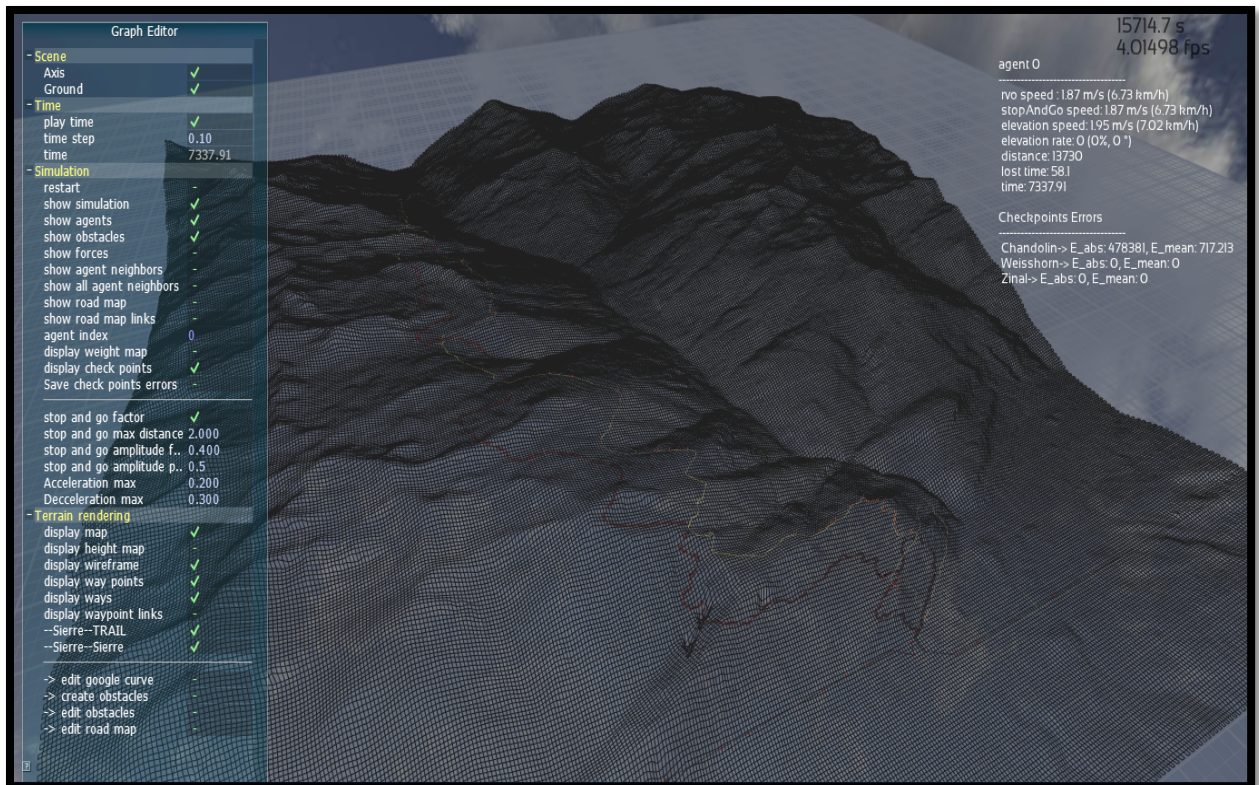 Graph Editor
- Scene
Axis ✓
Ground ✓
- Time
play time ✓
time step 0.10
time 7337.91
- Simulation
restart -
show simulation ✓
show agents ✓
show obstacles ✓
show forces -
show agent neighbors -
show all agent neighbors -
show road map -
show road map links -
agent index 0
display weight map -
display check points ✓
Save check points errors -
stop and go factor ✓
stop and go max distance 2.000
stop and go amplitude f.. 0.400
stop and go amplitude p.. 0.5
Acceleration max 0.200
Decceleration max 0.300
- Terrain rendering
display map ✓
display height map -
display wireframe ✓
display way points ✓
display ways ✓
display waypoint links -
--Sierre--TRAIL ✓
--Sierre--Sierre ✓
-> edit google curve -
-> create obstacles -
-> edit obstacles -
-> edit road map -
15714.7 s
4.01498 fps
agent 0
----------------------------------
rvo speed : 1.87 m/s (6.73 km/h)
stopAndGo speed: 1.87 m/s (6.73 km/h)
elevation speed: 1.95 m/s (7.02 km/h)
elevation rate: 0 (0%, 0 °)
distance: 13730
lost time: 58.1
time: 7337.91
Checkpoints Errors
----------------------------------
Chandolin-> E_abs: 478381, E_mean: 717.213
Weisshorn-> E_abs: 0, E_mean: 0
Zinal-> E_abs: 0, E_mean: 0